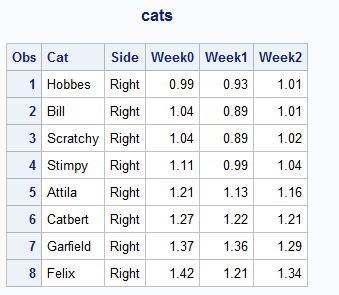 cats
Obs Cat Side Week0 Week1 Week2
1 Hobbes Right 0.99 0.93 1.01
2 Bill Right 1.04 0.89 1.01
3 Scratchy Right 1.04 0.89 1.02
4 Stimpy Right 1.11 0.99 1.04
5 Attila Right 1.21 1.13 1.16
6 Catbert Right 1.27 1.22 1.21
7 Garfield Right 1.37 1.36 1.29
8 Felix Right 1.42 1.21 1.34